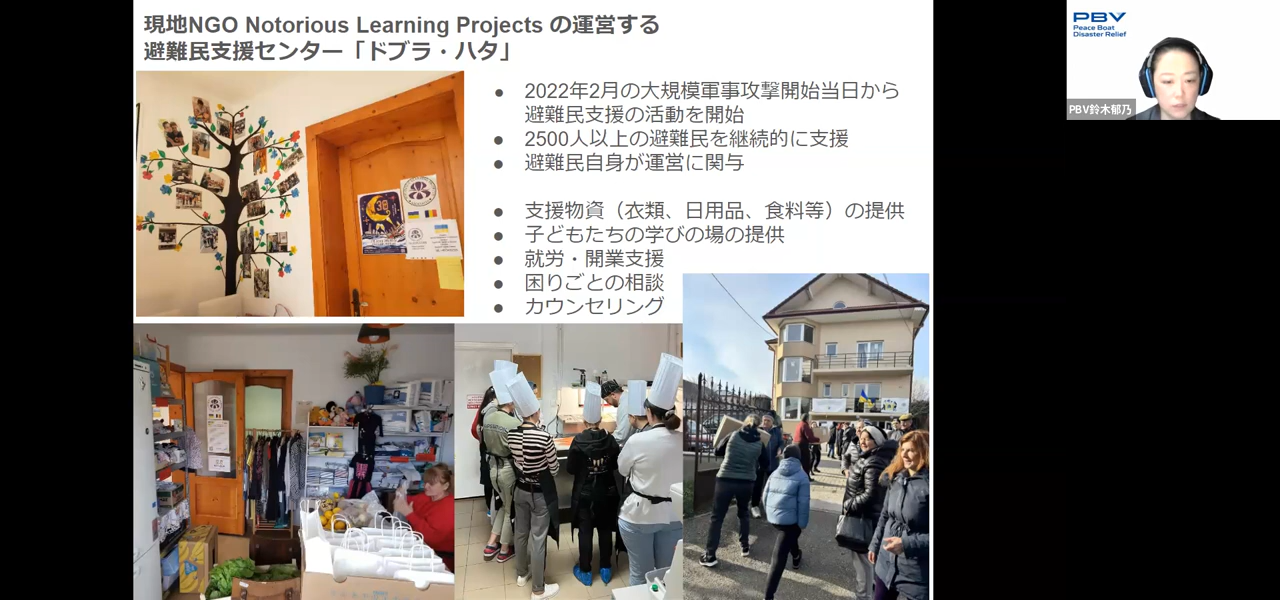 現地NGO Notorious Learning Projects の運営する
避難民支援センター「ドブラ・ハタ」
● 2022年2月の大規模軍事攻撃開始当日から
避難民支援の活動を開始
● 2500人以上の避難民を継続的に支援
● 避難民自身が運営に関与
● 支援物資（衣類、日用品、食料等）の提供
● 子どもたちの学びの場の提供
● 就労・開業支援
● 困りごとの相談
● カウンセリング
PBV
Peace Boat
Disaster Relief
PBV鈴木郁乃